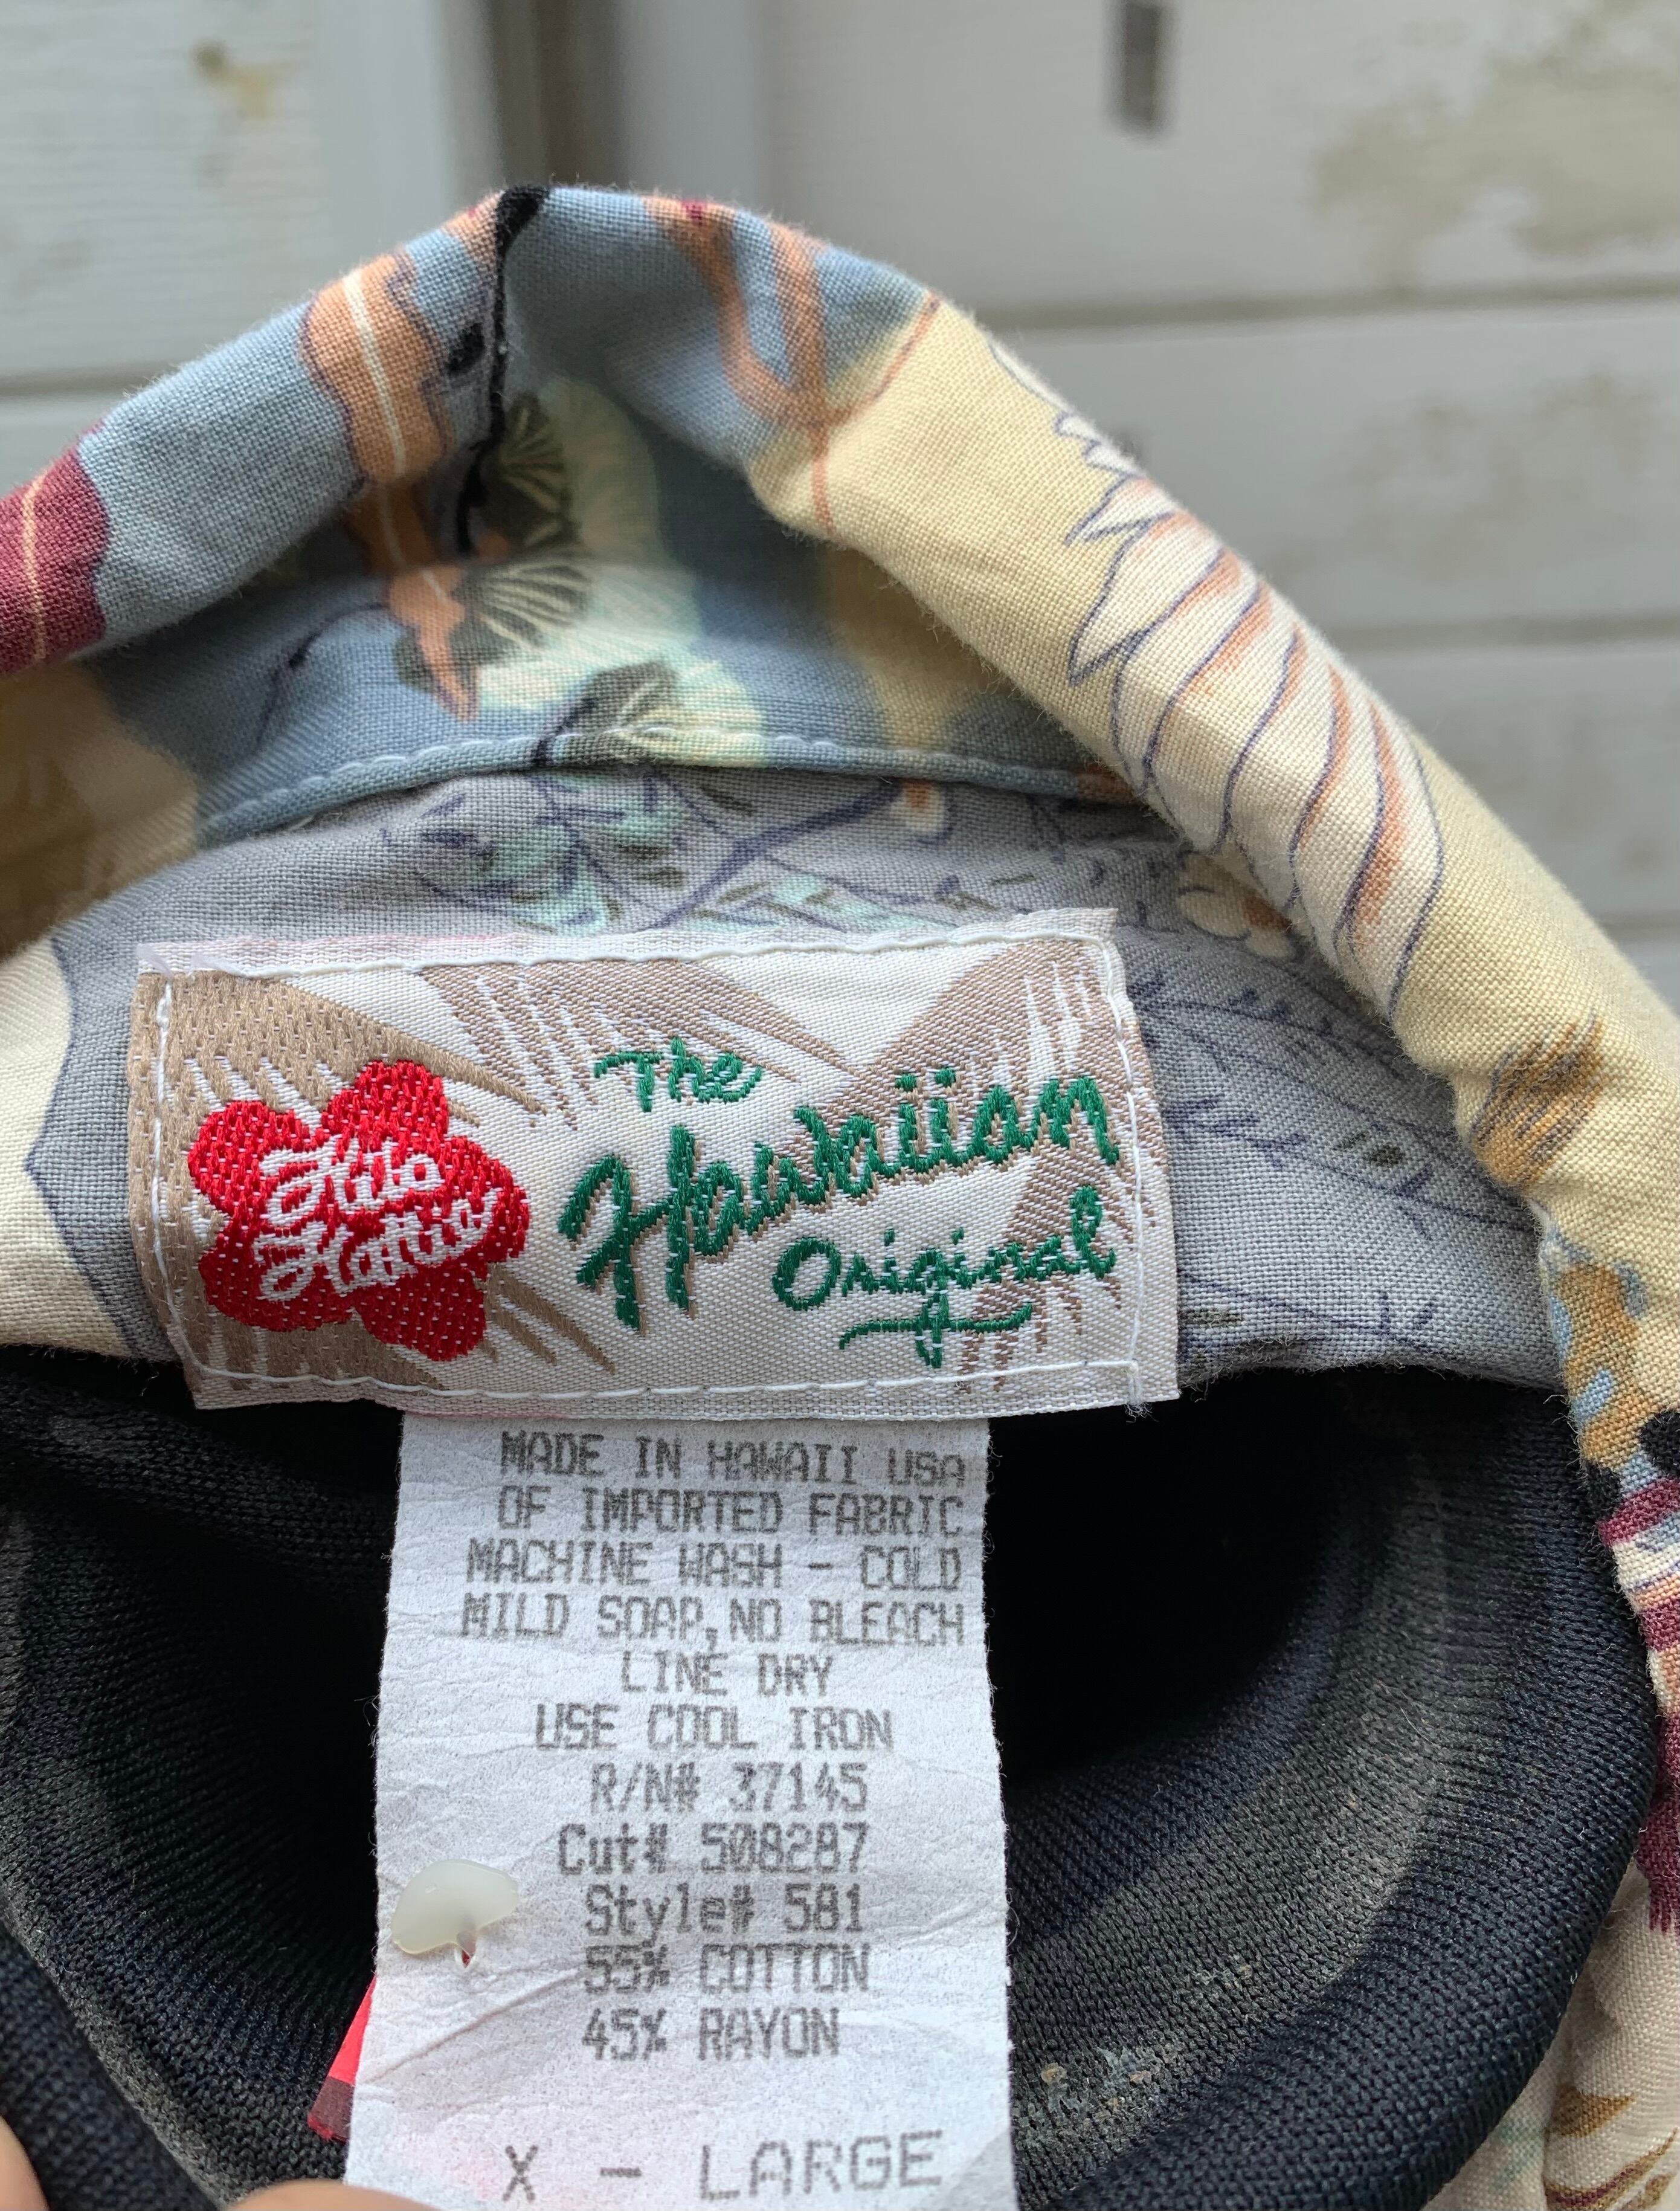 Hilo
Hattie
The
Hawaiian
Original
MADE IN HAWAII USA
OF IMPORTED FABRIC
MACHINE WASH - COLD
MILD SOAP,NO BLEACH
LINE DRY
USE COOL IRON
R/N# 37145
Cut# 508287
Style# 581
55% COTTON
45% RAYON
X - LARGE